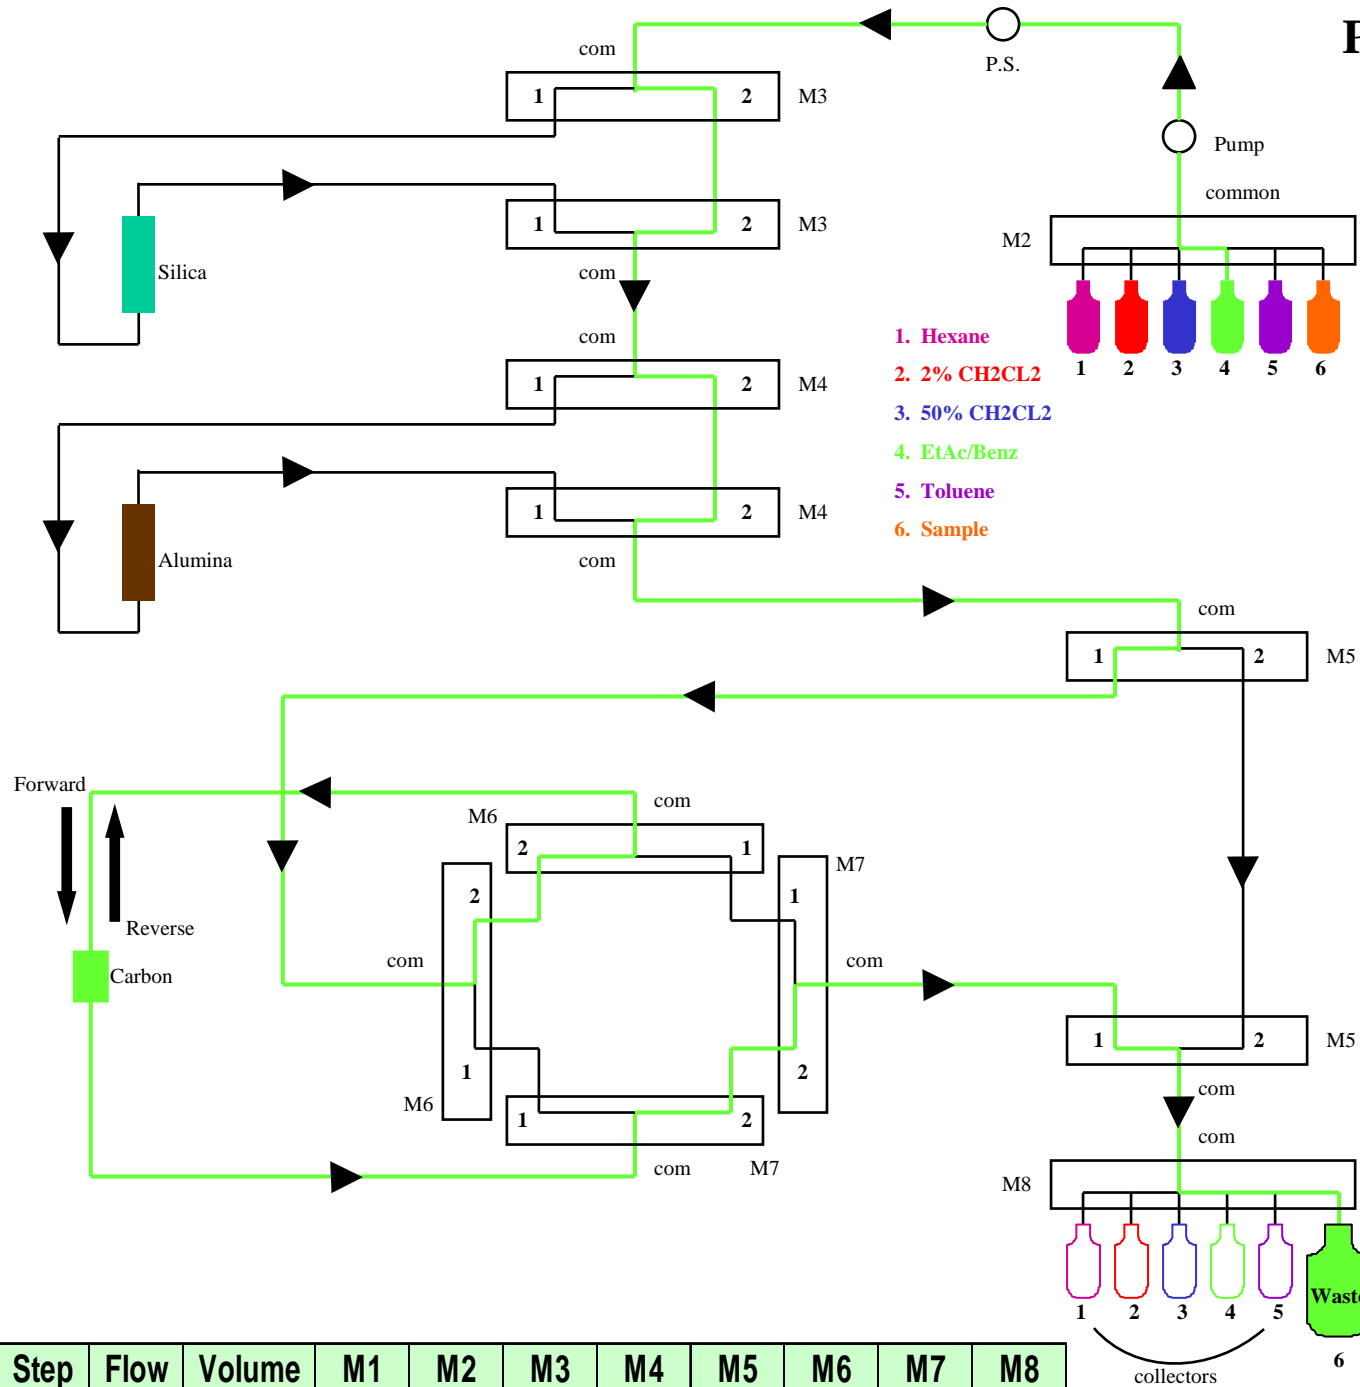 P
com
P.S.
1 2 M3
Pump
common
1 2 M3
M2
com
Silica
com
1. Hexane
1 2 3 4 5 6
1 2 M4
2. 2% CH2CL2
3. 50% CH2CL2
4. EtAc/Benz
5. Toluene
1 2 M4
6. Sample
Alumina
com
com
1 2 M5
Forward
com
M6
2 1
M7
2
1
Reverse
com
com
Carbon
1 2 M5
1
2
M6
com
1 2
com
com
M7
M8
Waste
1 2 3 4 5
6
collectors
Step Flow Volume M1 M2 M3 M4 M5 M6 M7 M8